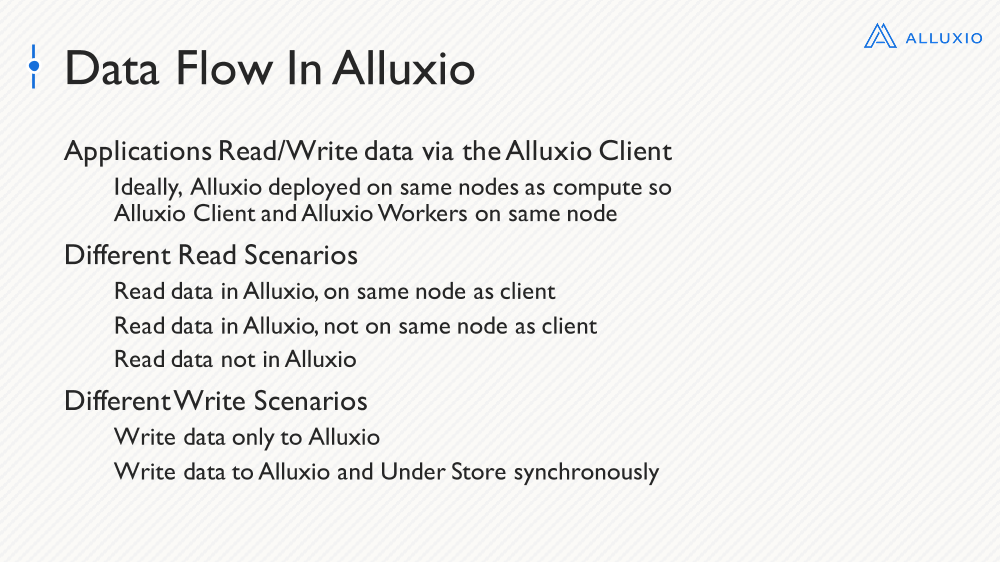 ALLUXIO
Data Flow In Alluxio
Applications Read/Write data via the Alluxio Client
Ideally, Alluxio deployed on same nodes as compute so
Alluxio Client and Alluxio Workers on same node
Different Read Scenarios
Read data in Alluxio, on same node as client
Read data in Alluxio, not on same node as client
Read data not in Alluxio
Different Write Scenarios
Write data only to Alluxio
Write data to Alluxio and Under Store synchronously